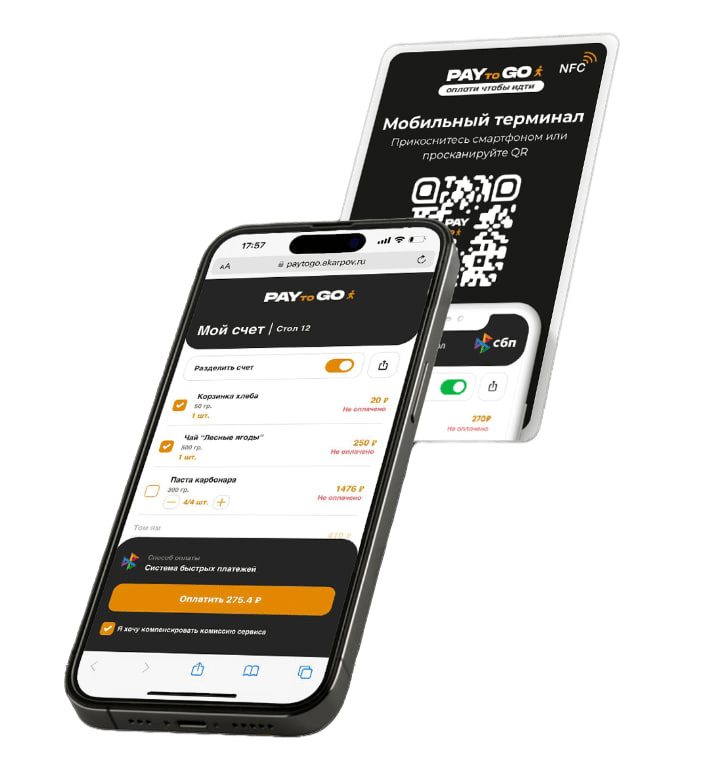 PAY TO GO
NFC
оплати чтобы идти
Мобильный терминал
Прикоснитесь смартфоном или
просканируйте QR
PAY
сбп
270₽
Не оплачено
17:57
АА
paytogo.akarpov.ru
PAY TO GO
Мой счет | Стол 12
Разделить счет
Корзинка хлеба
50 гр.
1 шт.
20 ₽
Не оплачено
Чай "Лесные ягоды"
500 гр.
1 шт.
250 ₽
Не оплачено
Паста карбонара
300 гр.
4/4 шт.
1476 ₽
Не оплачено
Том ям
Способ оплаты
Система быстрых платежей
Оплатить 275.4 ₽
Я хочу компенсировать комиссию сервиса